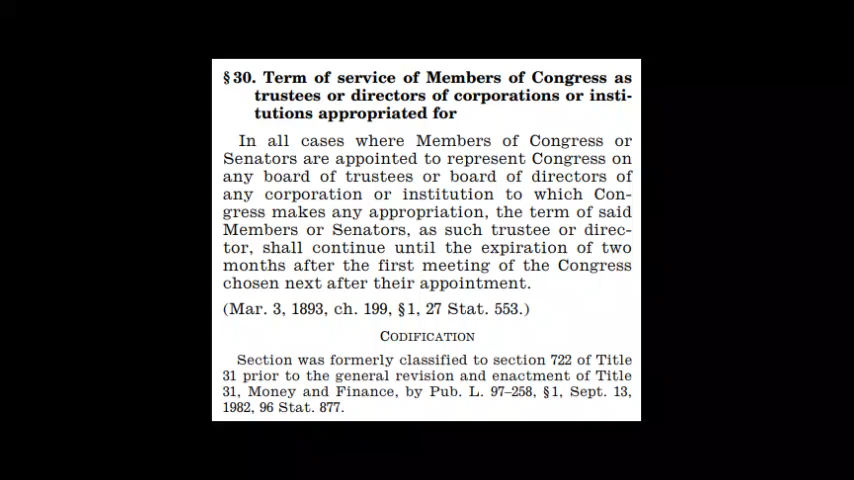 § 30. Term of service of Members of Congress as
trustees or directors of corporations or insti-
tutions appropriated for
In all cases where Members of Congress or
Senators are appointed to represent Congress on
any board of trustees or board of directors of
any corporation or institution to which Con-
gress makes any appropriation, the term of said
Members or Senators, as such trustee or direc-
tor, shall continue until the expiration of two
months after the first meeting of the Congress
chosen next after their appointment.
(Mar. 3, 1893, ch. 199, § 1, 27 Stat. 553.)
CODIFICATION
Section was formerly classified to section 722 of Title
31 prior to the general revision and enactment of Title
31, Money and Finance, by Pub. L. 97–258, § 1, Sept. 13,
1982, 96 Stat. 877.